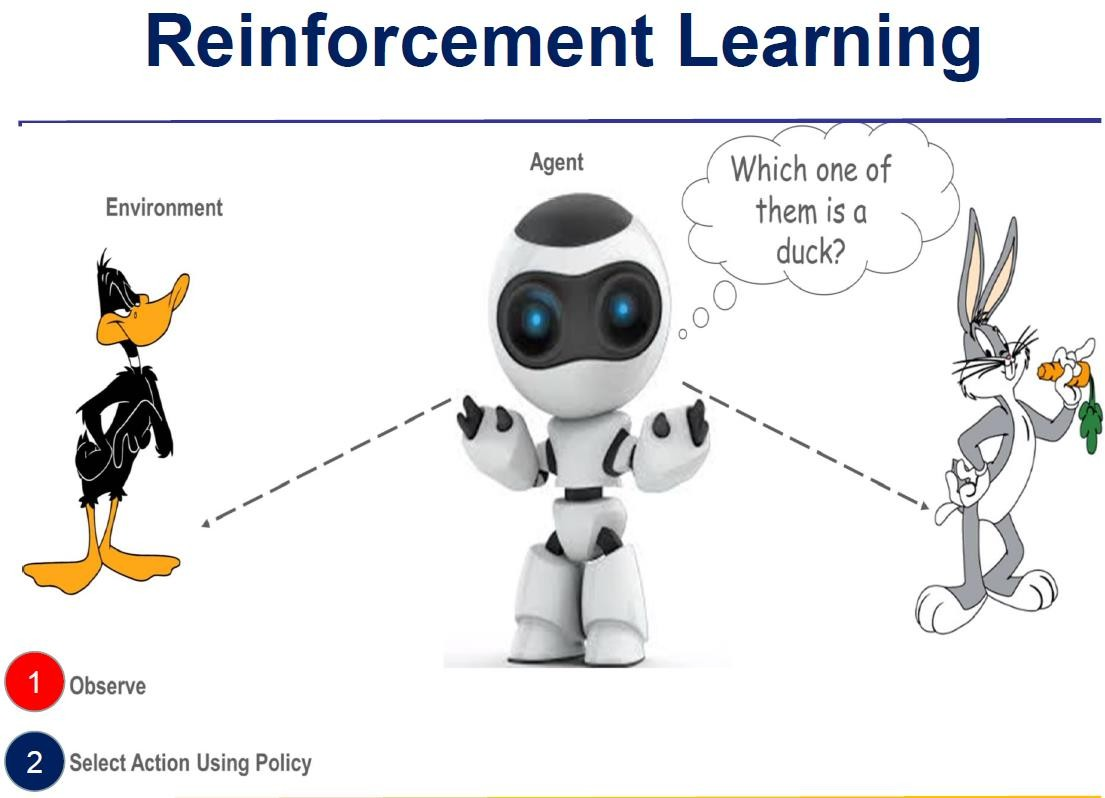 Reinforcement Learning
Agent
Environment
Which one of
them is a
duck?
1 Observe
2 Select Action Using Policy